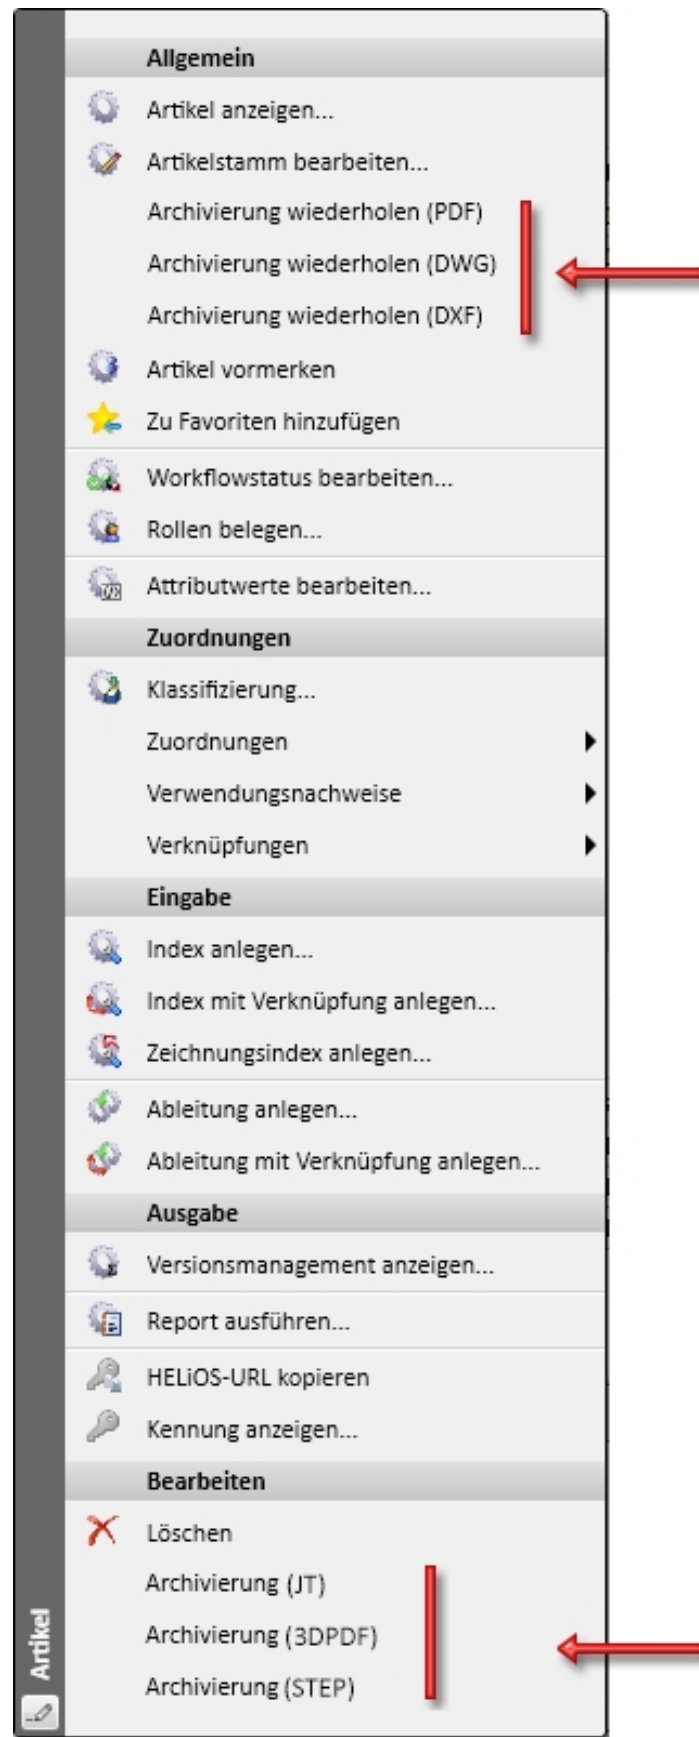 Allgemein
Artikel anzeigen...
Artikelstamm bearbeiten...
Archivierung wiederholen (PDF)
Archivierung wiederholen (DWG)
Archivierung wiederholen (DXF)
Artikel vormerken
Zu Favoriten hinzufügen
Workflowstatus bearbeiten...
Rollen belegen...
Attributwerte bearbeiten...
Zuordnungen
Klassifizierung...
Zuordnungen
Verwendungsnachweise
Verknüpfungen
Eingabe
Index anlegen...
Index mit Verknüpfung anlegen...
Zeichnungsindex anlegen...
Ableitung anlegen...
Ableitung mit Verknüpfung anlegen...
Ausgabe
Versionsmanagement anzeigen...
Report ausführen...
HELiOS-URL kopieren
Kennung anzeigen...
Bearbeiten
Löschen
Archivierung (JT)
Archivierung (3DPDF)
Archivierung (STEP)
Artikel